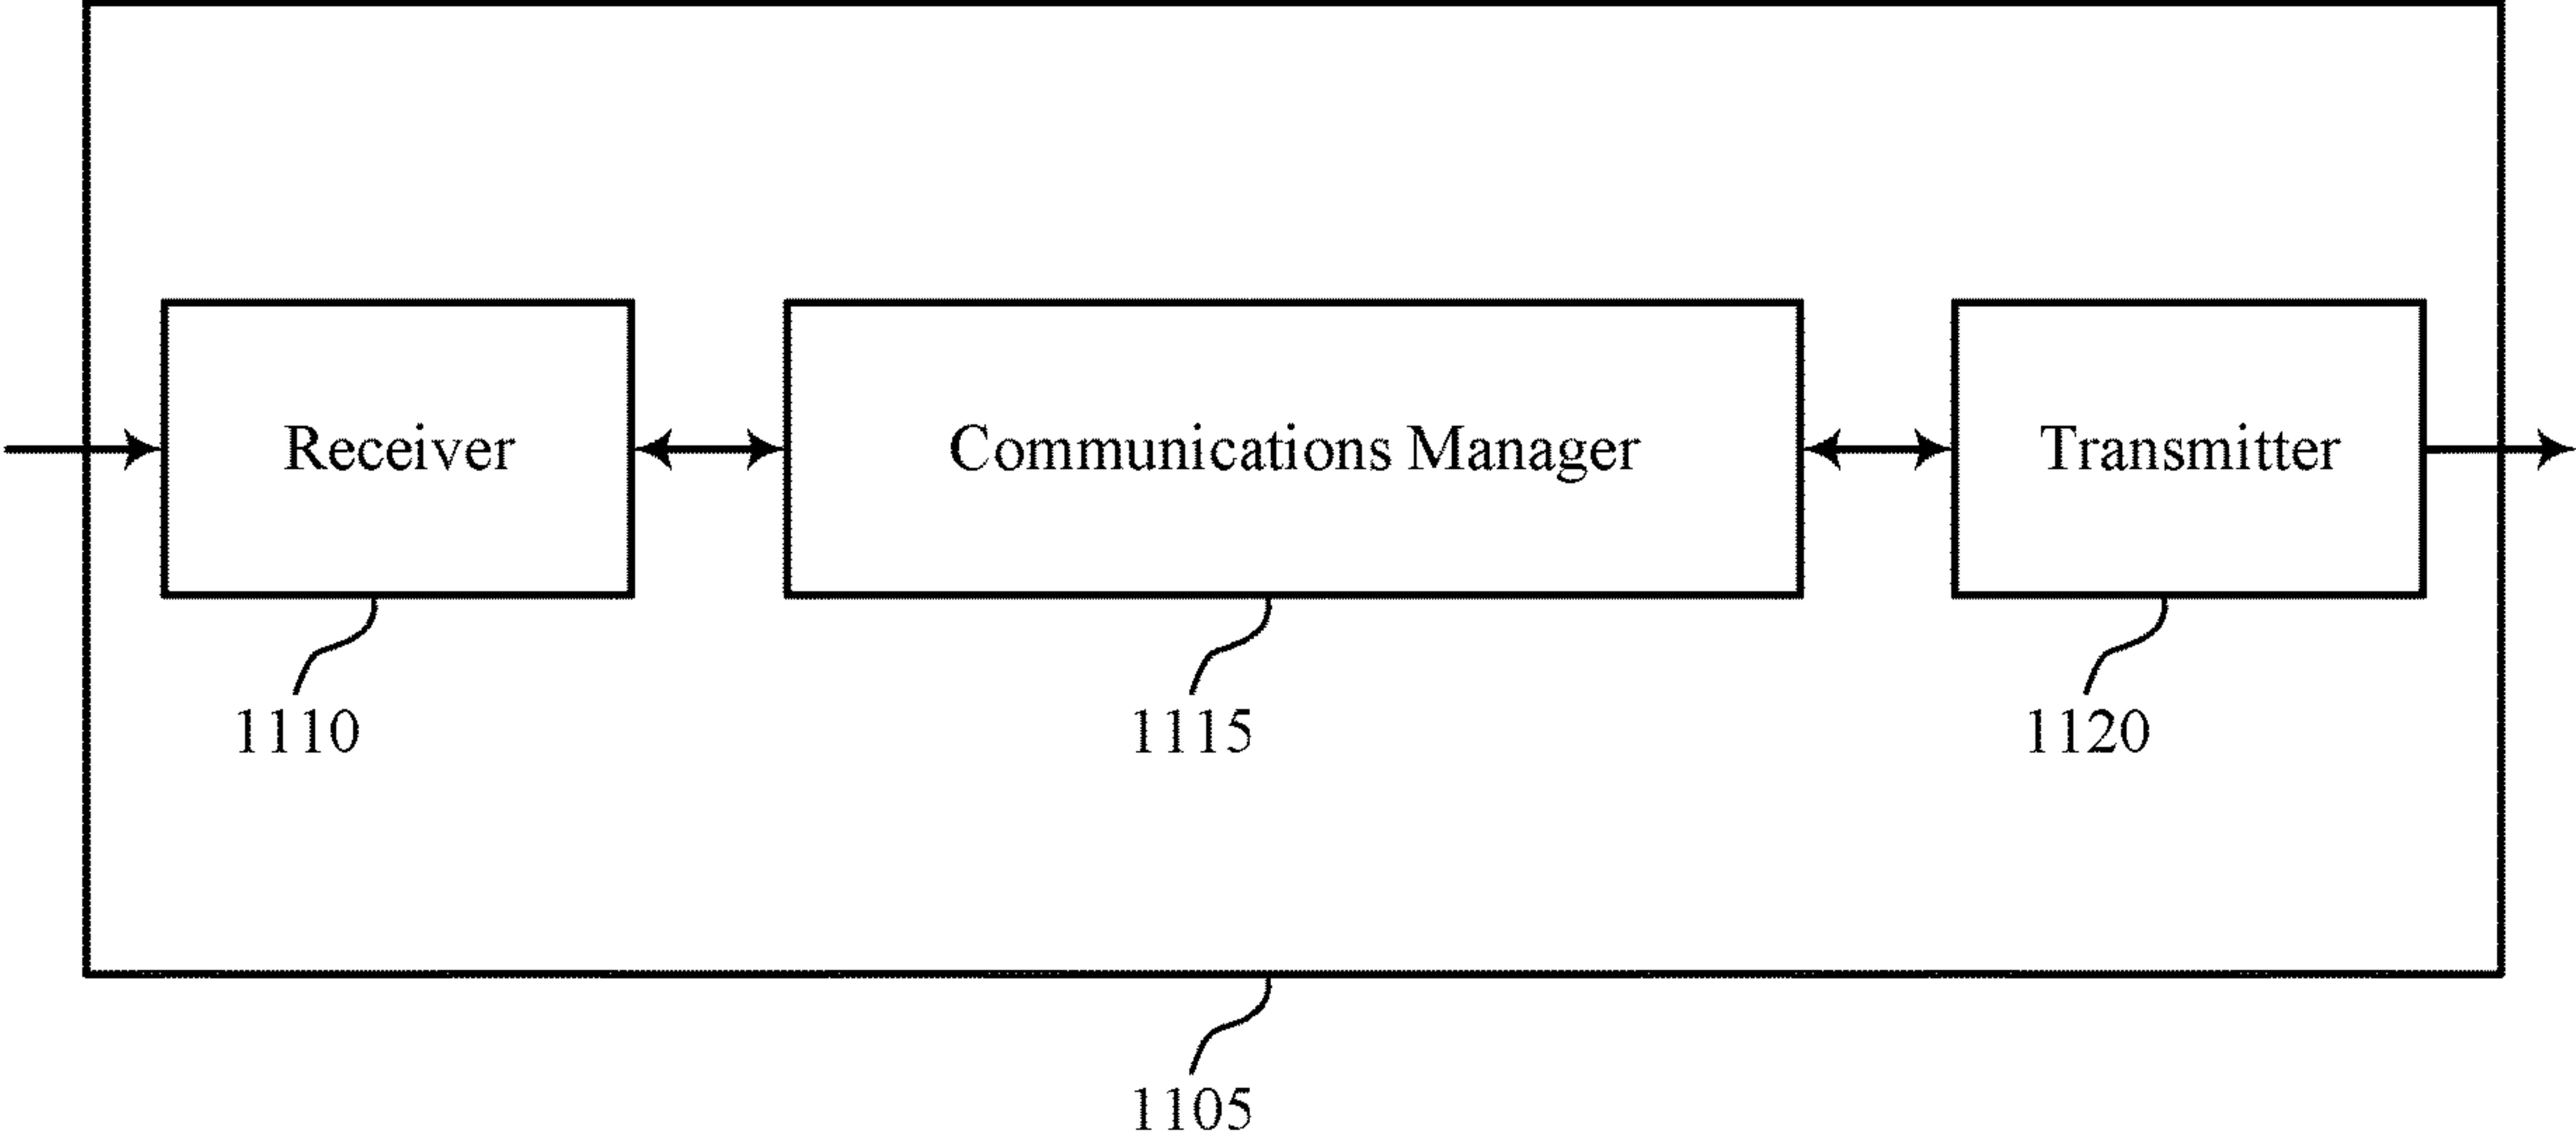 Receiver
Communications Manager
Transmitter
1110
1115
1120
1105